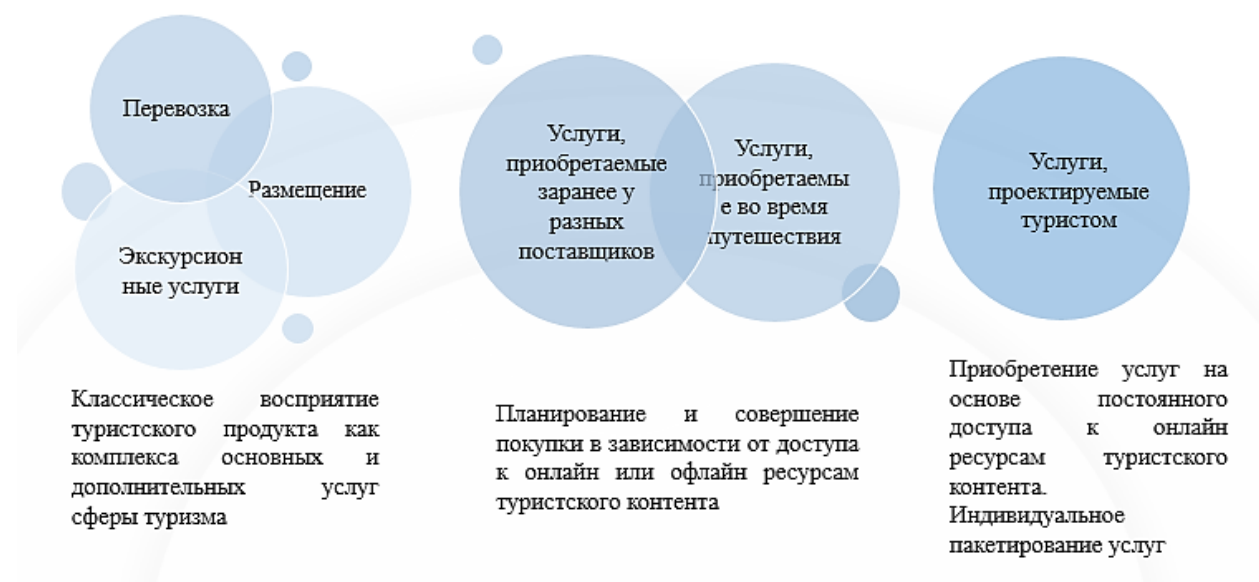 Перевозка
Размещение
Экскурсион
ные услуги
Классическое восприятие
туристского продукта как
комплекса основных и
дополнительных услуг
сферы туризма
Услуги,
приобретаемые
заранее у
разных
поставщиков
Услуги,
приобретаемы
е во время
путешествия
Планирование и совершение
покупки в зависимости от доступа
к онлайн или офлайн ресурсам
туристского контента
Услуги,
проектируемые
туристом
Приобретение услуг на
основе постоянного
доступа к онлайн
ресурсам туристского
контента.
Индивидуальное
пакетирование услуг